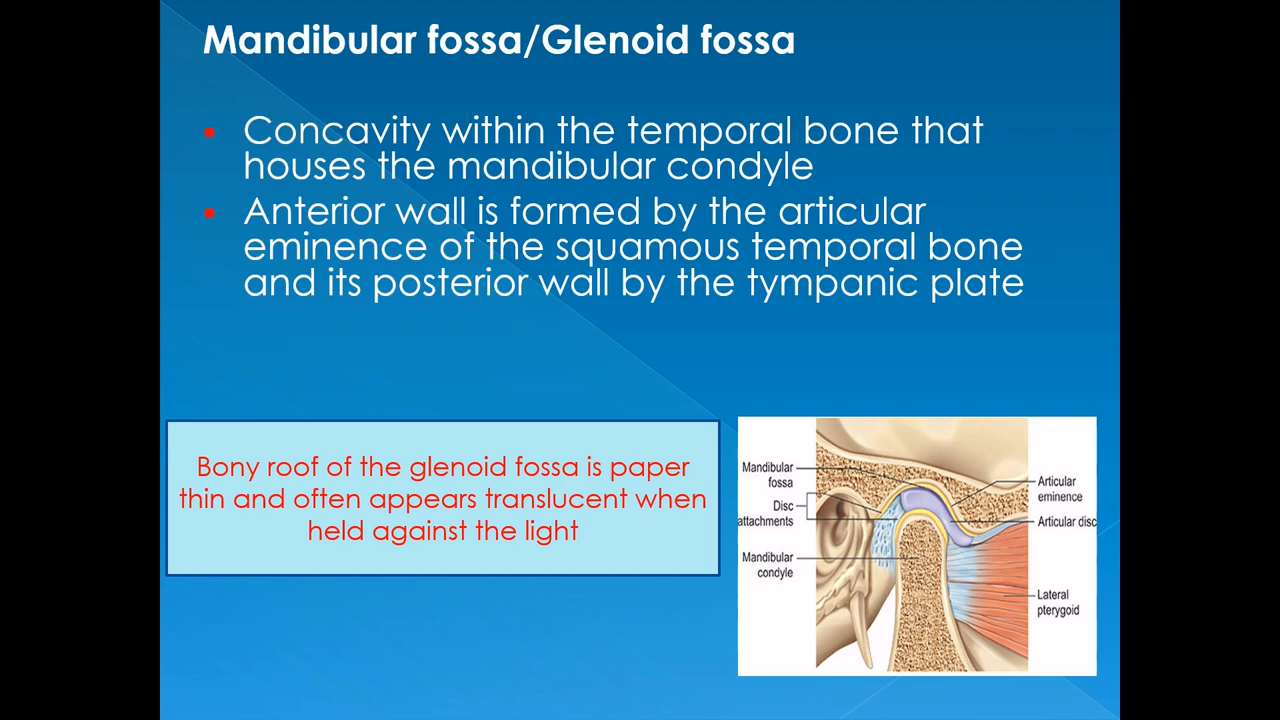 Mandibular fossa/Glenoid fossa
Concavity within the temporal bone that
houses the mandibular condyle
Anterior wall is formed by the articular
eminence of the squamous temporal bone
and its posterior wall by the tympanic plate
Bony roof of the glenoid fossa is paper
thin and often appears translucent when
held against the light
Mandibular
fossa
Disc
attachments
Mandibular
condyle
Articular
eminence
Articular disc
Lateral
pterygoid